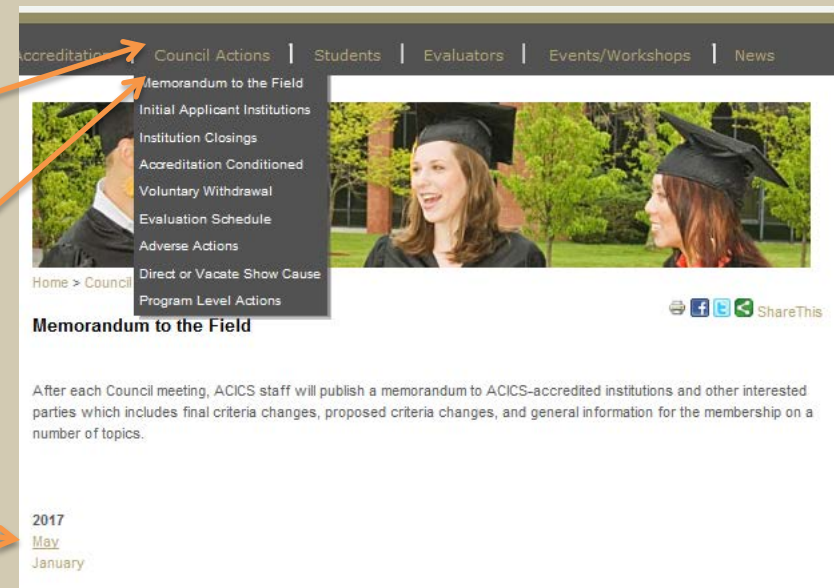 Accreditation | Council Actions | Students | Evaluators | Events/Workshops | News
Memorandum to the Field
Initial Applicant Institutions
Institution Closings
Accreditation Conditioned
Voluntary Withdrawal
Evaluation Schedule
Adverse Actions
Direct or Vacate Show Cause
Program Level Actions
Home > Council
ShareThis
Memorandum to the Field
After each Council meeting, ACICS staff will publish a memorandum to ACICS-accredited institutions and other interested
parties which includes final criteria changes, proposed criteria changes, and general information for the membership on a
number of topics.
2017
May
January